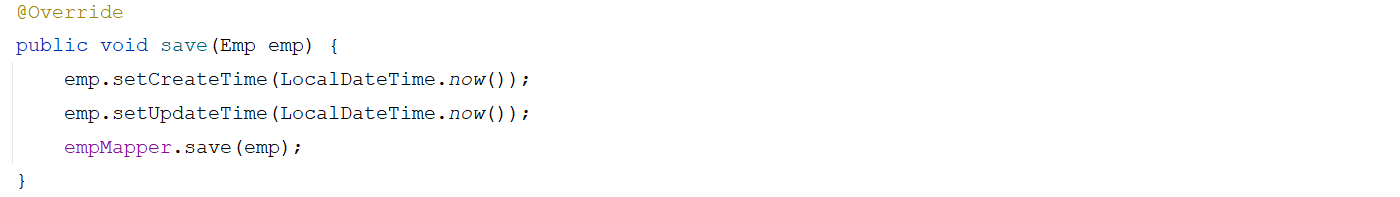 @Override
public void save(Emp emp) {
    emp.setCreateTime(LocalDateTime.now());
    emp.setUpdateTime(LocalDateTime.now());
    empMapper.save(emp);
}